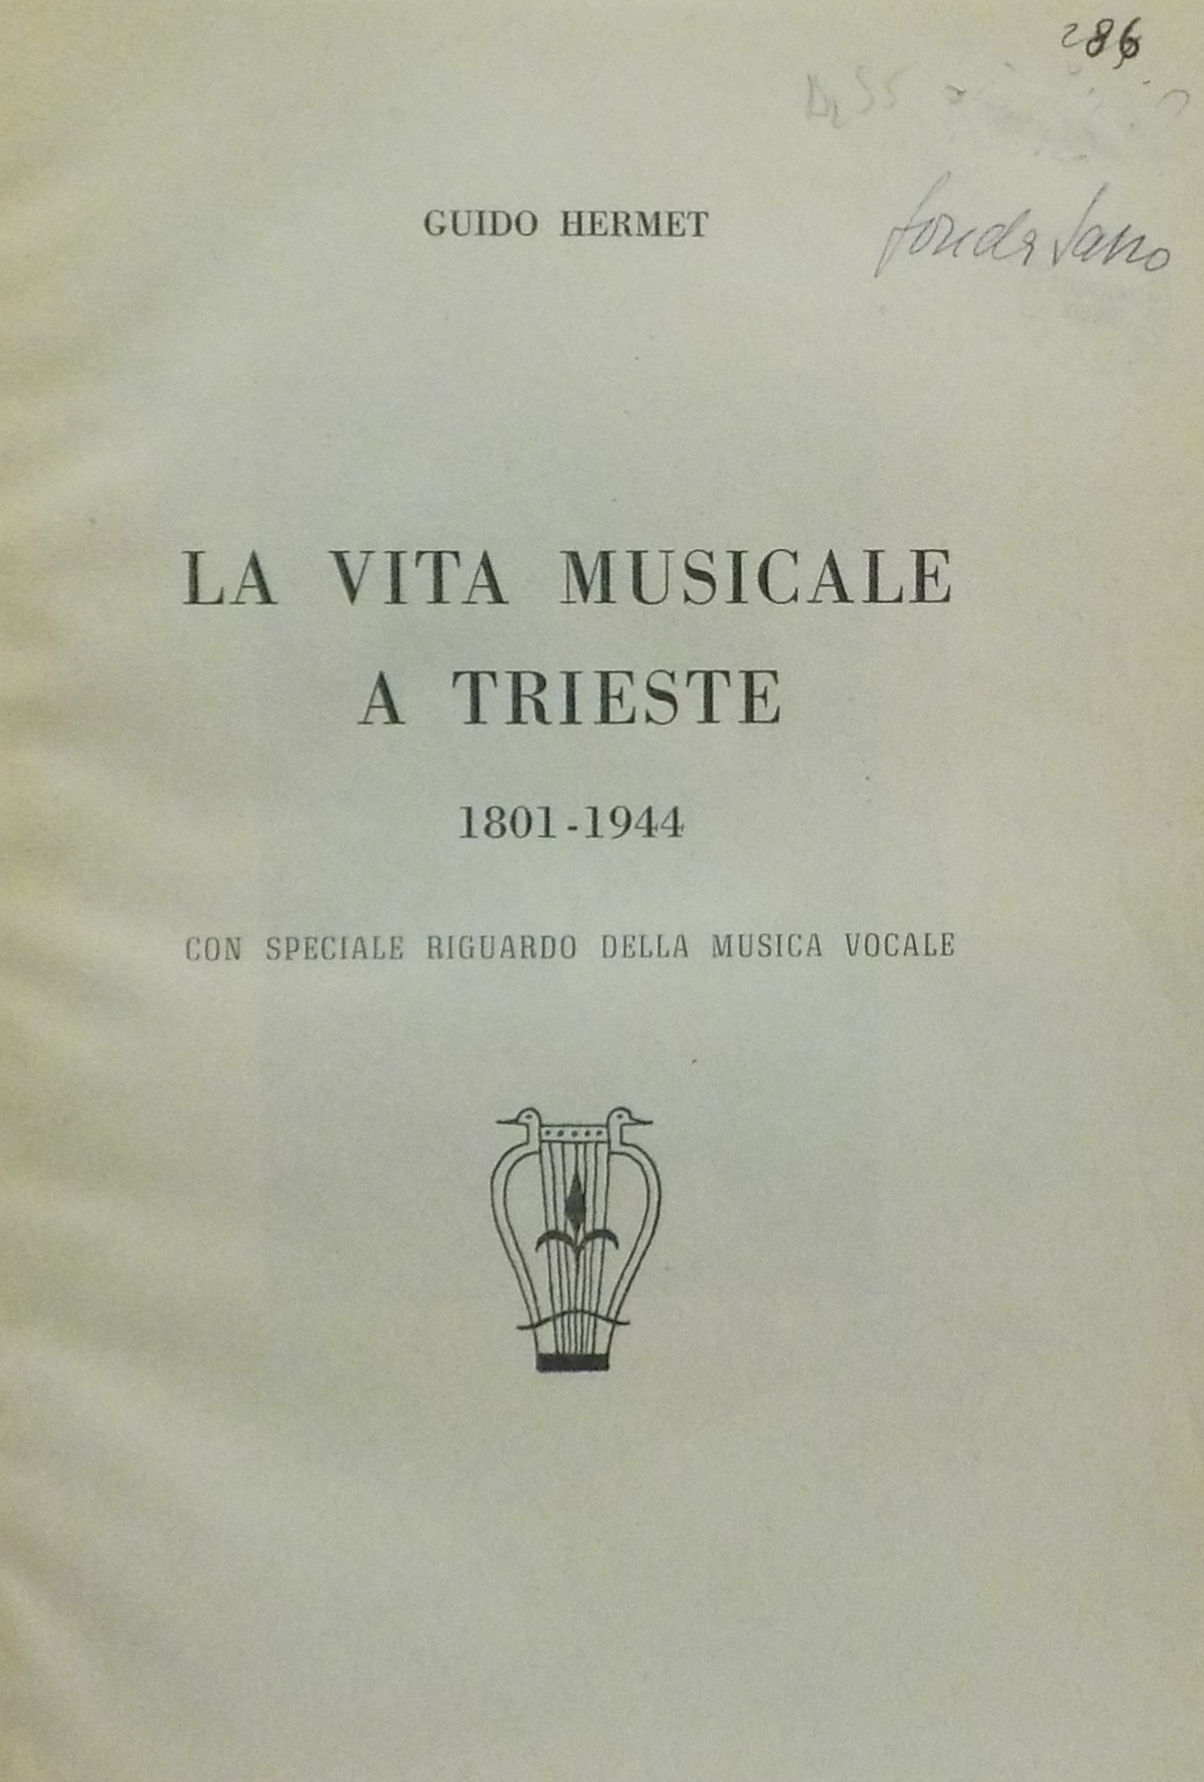 286
GUIDO HERMET
LA VITA MUSICALE
A TRIESTE
1801-1944
CON SPECIALE RIGUARDO DELLA MUSICA VOCALE